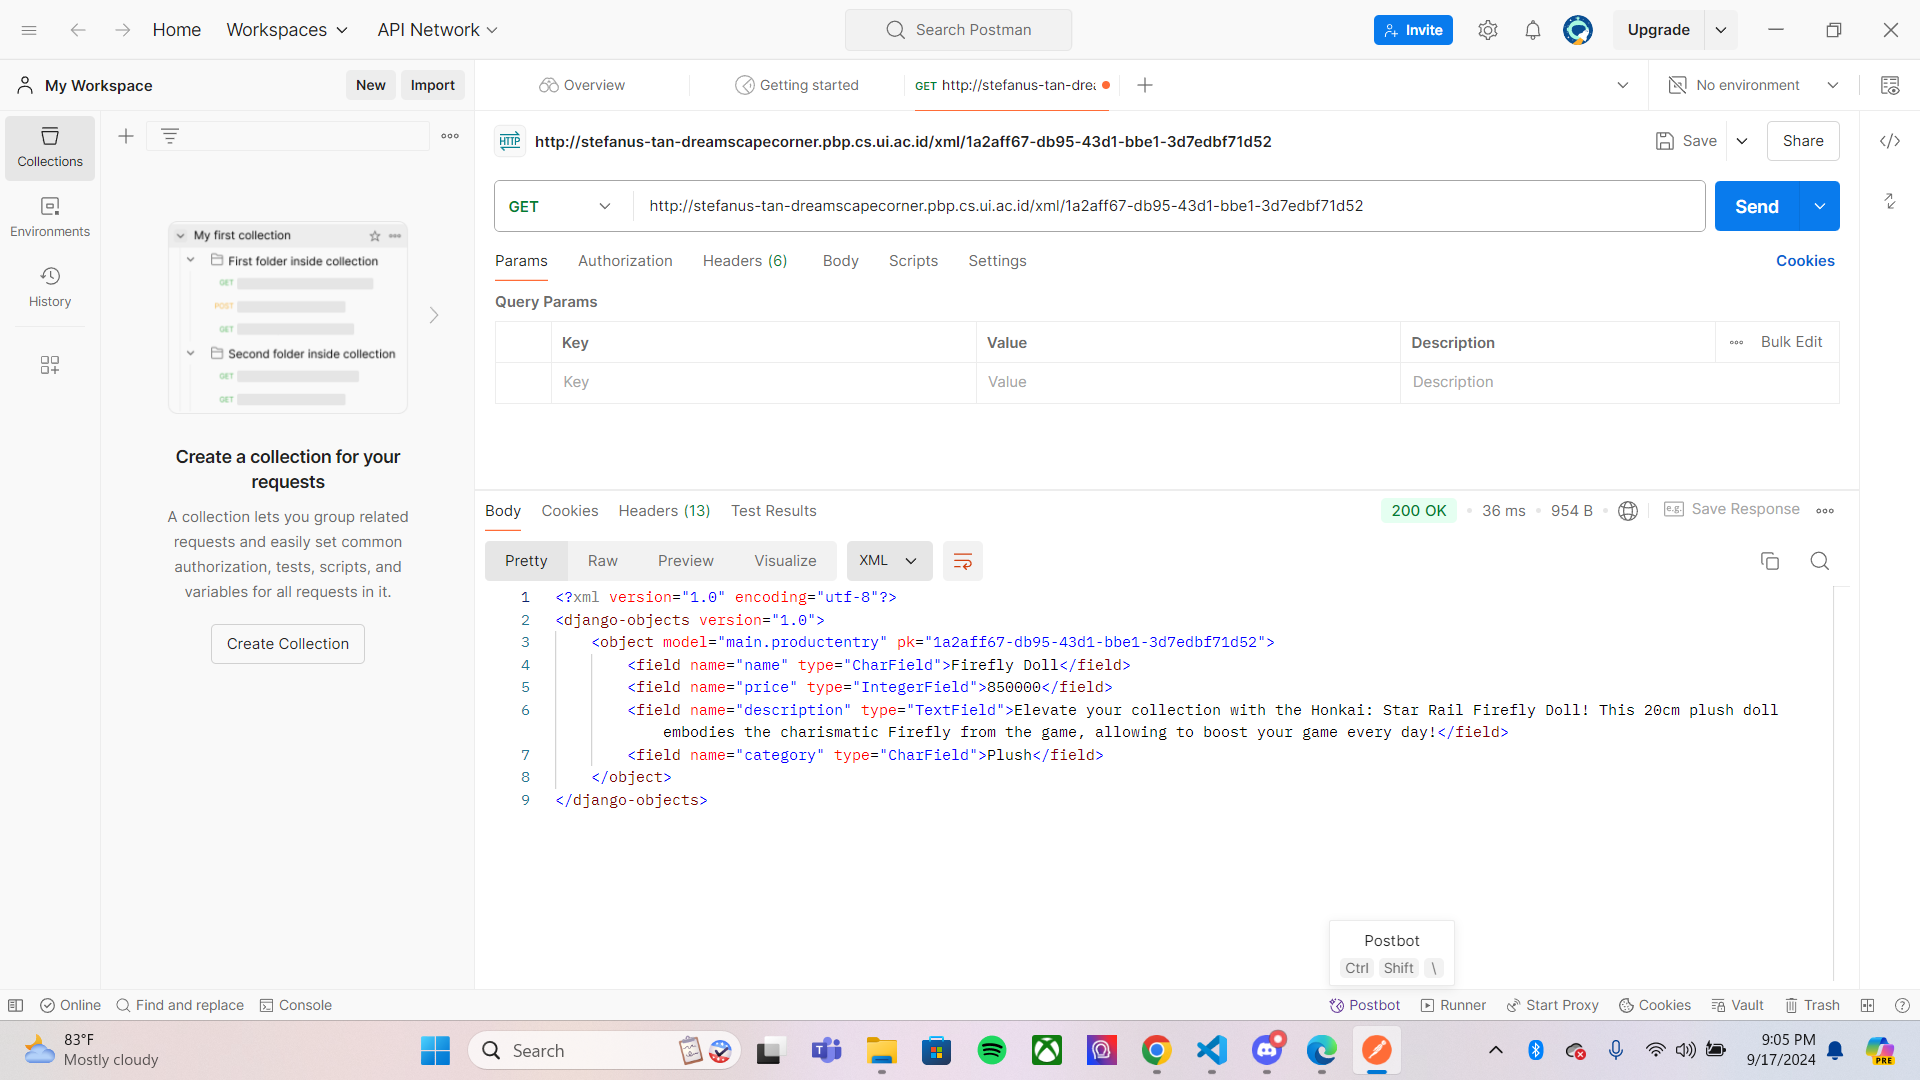 Home
Workspaces
API Network
Search Postman
Invite
Upgrade
My Workspace
New
Import
Overview
Getting started
GET http://stefanus-tan-drea
No environment
Collections
Environments
History
My first collection
First folder inside collection
GET
POST
GET
Second folder inside collection
GET
GET
Create a collection for your
requests
A collection lets you group related
requests and easily set common
authorization, tests, scripts, and
variables for all requests in it.
Create Collection
HTTP
http://stefanus-tan-dreamscapecorner.pbp.cs.ui.ac.id/xml/1a2aff67-db95-43d1-bbe1-3d7edbf71d52
Save
Share
GET
http://stefanus-tan-dreamscapecorner.pbp.cs.ui.ac.id/xml/1a2aff67-db95-43d1-bbe1-3d7edbf71d52
Send
Params
Authorization
Headers (6)
Body
Scripts
Settings
Cookies
Query Params
Key
Value
Description
Bulk Edit
Key
Value
Description
Body
Cookies
Headers (13)
Test Results
200 OK
36 ms
954 B
e.g.
Save Response
Pretty
Raw
Preview
Visualize
XML
1 <?xml version="1.0" encoding="utf-8"?>
2 <django-objects version="1.0">
3 <object model="main.productentry" pk="1a2aff67-db95-43d1-bbe1-3d7edbf71d52">
4 <field name="name" type="CharField">Firefly Doll</field>
5 <field name="price" type="IntegerField">850000</field>
6 <field name="description" type="TextField">Elevate your collection with the Honkai: Star Rail Firefly Doll! This 20cm plush doll
embodies the charismatic Firefly from the game, allowing to boost your game every day!</field>
7 <field name="category" type="CharField">Plush</field>
8 </object>
9 </django-objects>
Postbot
Ctrl Shift \
Online
Find and replace
Console
Postbot
Runner
Start Proxy
Cookies
Vault
Trash
83°F
Mostly cloudy
Search
9:05 PM
9/17/2024
PRE